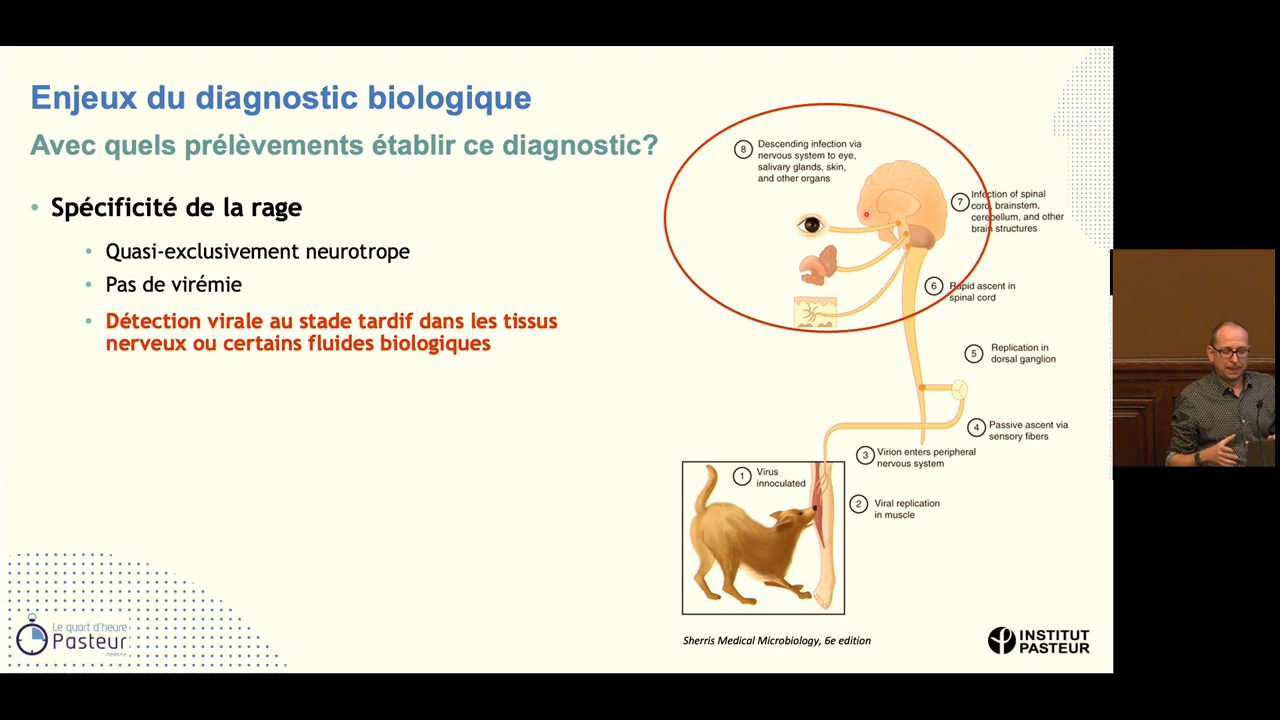 Enjeux du diagnostic biologique
Avec quels prélèvements établir ce diagnostic?
• Spécificité de la rage
• Quasi-exclusivement neurotrope
• Pas de virémie
• Détection virale au stade tardif dans les tissus
nerveux ou certains fluides biologiques
8 Descending infection via
nervous system to eye,
salivary glands, skin,
and other organs
7 Infection of spinal
cord, brainstem,
cerebellum, and other
brain structures
6 Rapid ascent in
spinal cord
5 Replication in
dorsal ganglion
4 Passive ascent via
sensory fibers
3 Virion enters peripheral
nervous system
1 Virus
innoculated
2 Viral replication
in muscle
Sherris Medical Microbiology, 6e edition
Le quart d'heure
Pasteur
médecine
INSTITUT
PASTEUR